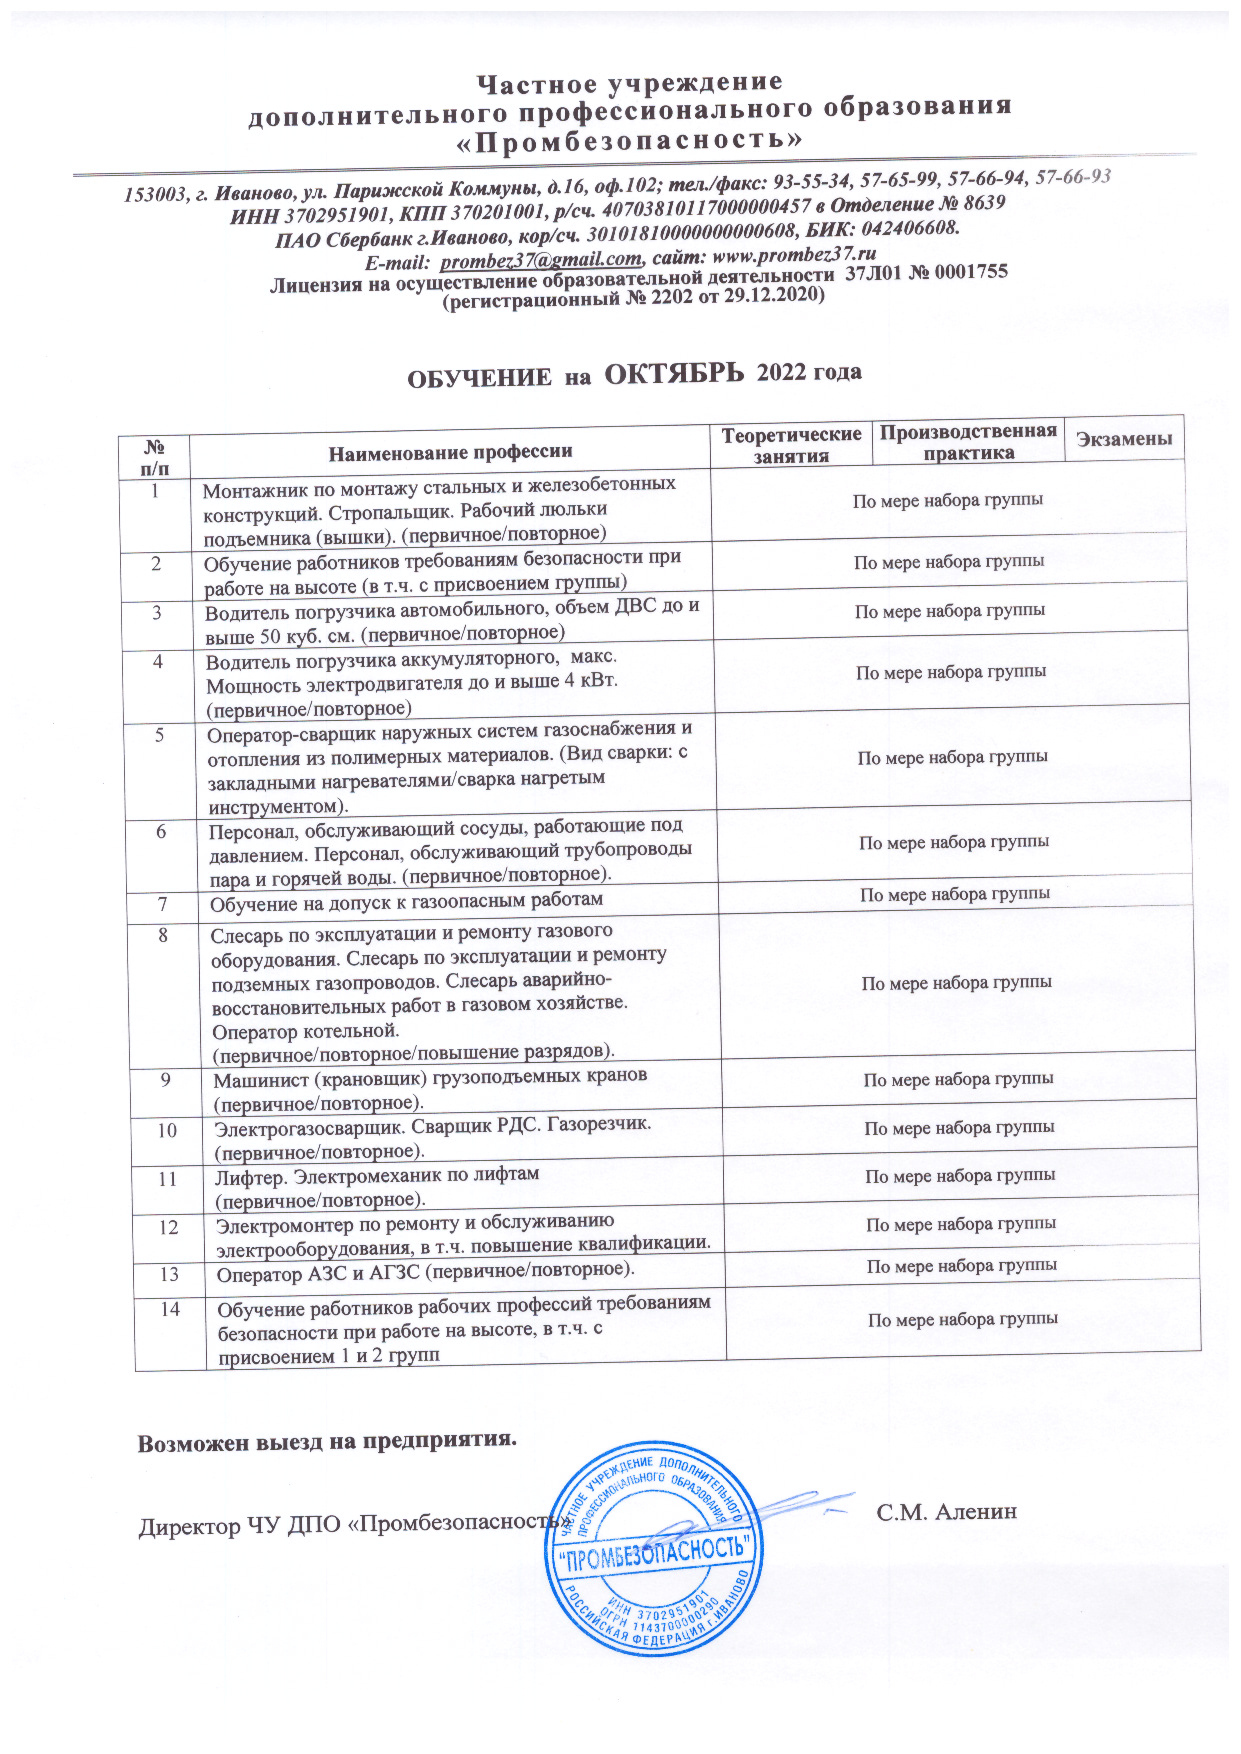 Частное учреждение
дополнительного профессионального образования
«Промбезопасность»
153003, г. Иваново, ул. Парижской Коммуны, д.16, оф.102; тел./факс: 93-55-34, 57-65-99, 57-66-94, 57-66-93
ИНН 3702951901, КПП 370201001, р/сч. 40703810117000000457 в Отделение № 8639
ПАО Сбербанк г.Иваново, кор/сч. 30101810000000000608, БИК: 042406608.
E-mail: prombez37@gmail.com, сайт: www.prombez37.ru
Лицензия на осуществление образовательной деятельности 37Л01 № 0001755
(регистрационный № 2202 от 29.12.2020)
ОБУЧЕНИЕ на ОКТЯБРЬ 2022 года
№ п/п Наименование профессии Теоретические занятия Производственная практика Экзамены
1 Монтажник по монтажу стальных и железобетонных
конструкций. Стропальщик. Рабочий люльки
подъемника (вышки). (первичное/повторное)
По мере набора группы
2 Обучение работников требованиям безопасности при
работе на высоте (в т.ч. с присвоением группы)
По мере набора группы
3 Водитель погрузчика автомобильного, объем ДВС до и
выше 50 куб. см. (первичное/повторное)
По мере набора группы
4 Водитель погрузчика аккумуляторного, макс.
Мощность электродвигателя до и выше 4 кВт.
(первичное/повторное)
По мере набора группы
5 Оператор-сварщик наружных систем газоснабжения и
отопления из полимерных материалов. (Вид сварки: с
закладными нагревателями/сварка нагретым
инструментом).
По мере набора группы
6 Персонал, обслуживающий сосуды, работающие под
давлением. Персонал, обслуживающий трубопроводы
пара и горячей воды. (первичное/повторное).
По мере набора группы
7 Обучение на допуск к газоопасным работам
По мере набора группы
8 Слесарь по эксплуатации и ремонту газового
оборудования. Слесарь по эксплуатации и ремонту
подземных газопроводов. Слесарь аварийно-
восстановительных работ в газовом хозяйстве.
Оператор котельной.
(первичное/повторное/повышение разрядов).
По мере набора группы
9 Машинист (крановщик) грузоподъемных кранов
(первичное/повторное).
По мере набора группы
10 Электрогазосварщик. Сварщик РДС. Газорезчик.
(первичное/повторное).
По мере набора группы
11 Лифтер. Электромеханик по лифтам
(первичное/повторное).
По мере набора группы
12 Электромонтер по ремонту и обслуживанию
электрооборудования, в т.ч. повышение квалификации.
По мере набора группы
13 Оператор АЗС и АГЗС (первичное/повторное).
По мере набора группы
14 Обучение работников рабочих профессий требованиям
безопасности при работе на высоте, в т.ч. с
присвоением 1 и 2 групп
По мере набора группы
Возможен выезд на предприятия.
Директор ЧУ ДПО «Промбезопасность» С.М. Аленин
ЧАСТНОЕ УЧРЕЖДЕНИЕ ДОПОЛНИТЕЛЬНОГО
ПРОФЕССИОНАЛЬНОГО ОБРАЗОВАНИЯ
"ПРОМБЕЗОПАСНОСТЬ"
ИНН 3702951901
ОГРН 1143700000290
РОССИЙСКАЯ ФЕДЕРАЦИЯ г.ИВАНОВО